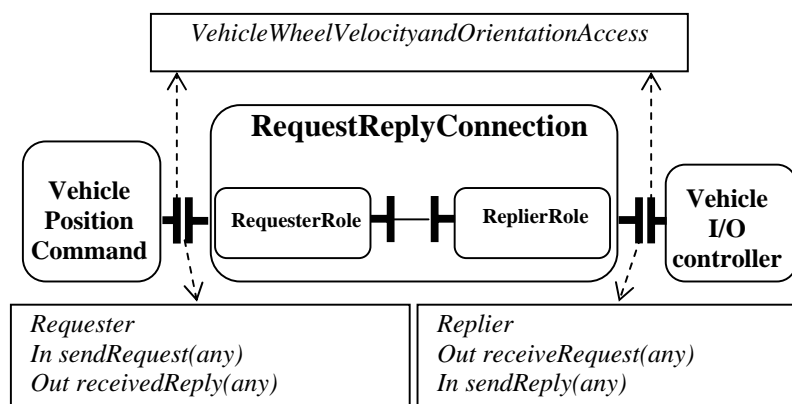 VehicleWheelVelocityandOrientationAccess
RequestReplyConnection
Vehicle
Position
Command
RequesterRole
ReplierRole
Vehicle
I/O
controller
Requester
In sendRequest(any)
Out receivedReply(any)
Replier
Out receiveRequest(any)
In sendReply(any)